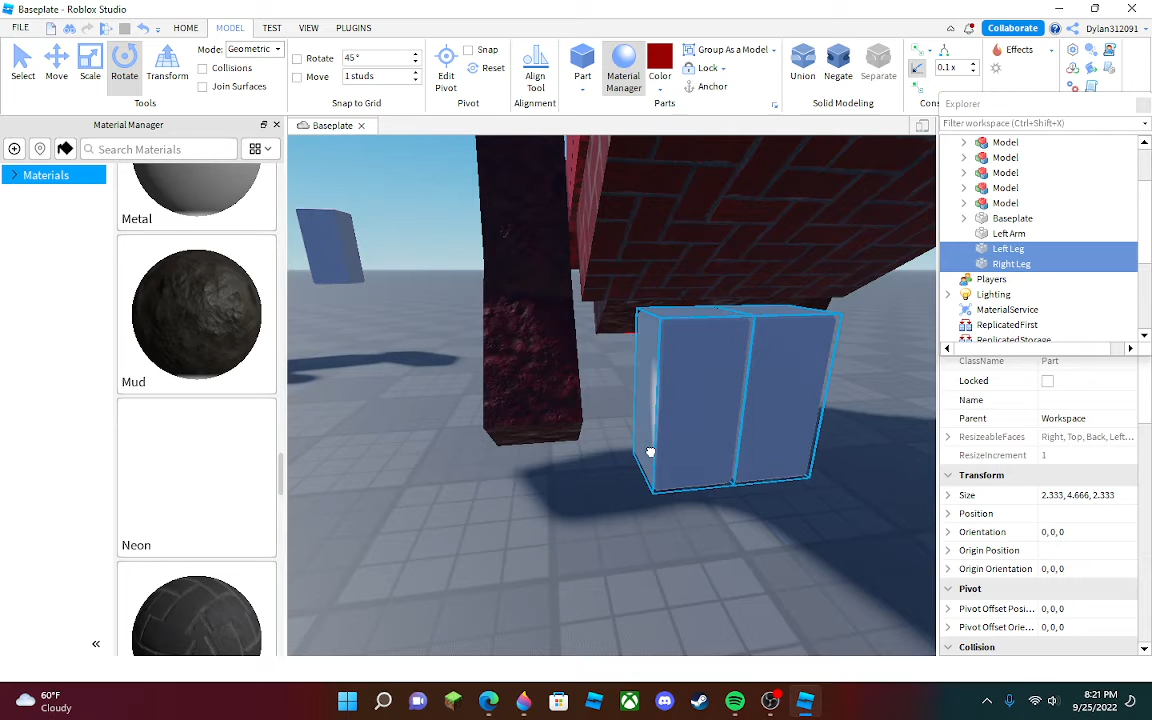 Baseplate - Roblox Studio
FILE HOME MODEL TEST VIEW PLUGINS Collaborate Dylan312091
Select Move Scale Rotate Transform
Mode: Geometric
Collisions
Join Surfaces
Tools
Rotate 45°
Move 1 studs
Snap to Grid
Edit Pivot
Snap
Reset
Pivot
Align Tool
Alignment
Part Material Manager Color
Group As a Model
Lock
Anchor
Parts
Union Negate Separate
Solid Modeling
0.1 x
Cons
Effects
Material Manager
Search Materials
Materials
Metal
Mud
Neon
Baseplate
Explorer
Filter workspace (Ctrl+Shift+X)
Model
Model
Model
Model
Model
Baseplate
Left Arm
Left Leg
Right Leg
Players
Lighting
MaterialService
ReplicatedFirst
ReplicatedStorage
ClassName Part
Locked
Name
Parent Workspace
ResizeableFaces Right, Top, Back, Left...
ResizeIncrement 1
Transform
Size 2.333, 4.666, 2.333
Position
Orientation 0, 0, 0
Origin Position
Origin Orientation 0, 0, 0
Pivot
Pivot Offset Posi... 0, 0, 0
Pivot Offset Orie... 0, 0, 0
Collision
60°F
Cloudy
8:21 PM
9/25/2022